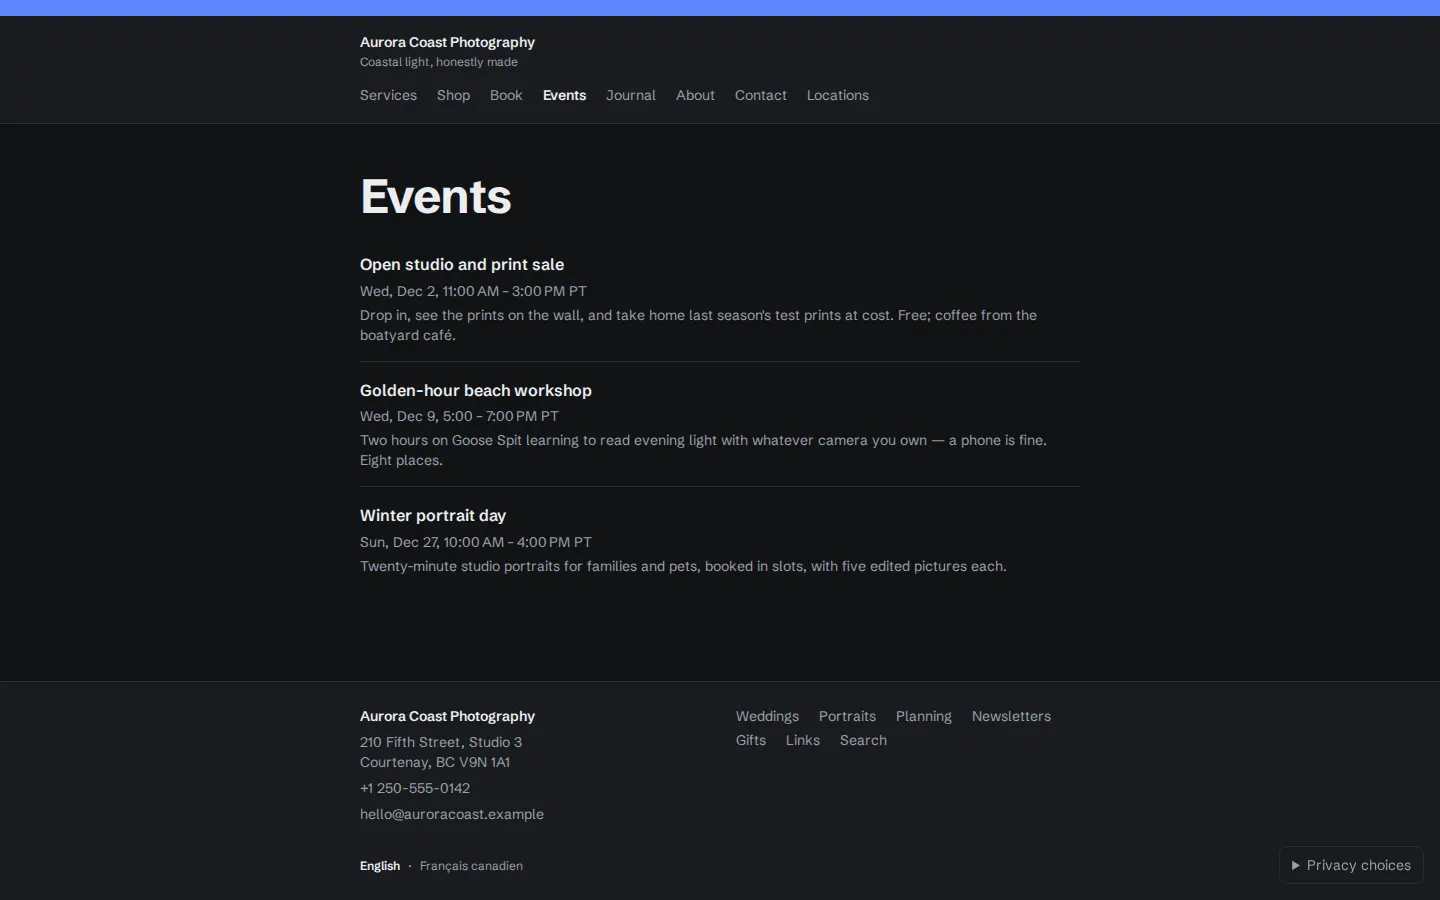 Aurora Coast Photography
Coastal light, honestly made
Services Shop Book Events Journal About Contact Locations
Events
Open studio and print sale
Wed, Dec 2, 11:00 AM – 3:00 PM PT
Drop in, see the prints on the wall, and take home last season's test prints at cost. Free; coffee from the
boatyard café.
Golden-hour beach workshop
Wed, Dec 9, 5:00 – 7:00 PM PT
Two hours on Goose Spit learning to read evening light with whatever camera you own — a phone is fine.
Eight places.
Winter portrait day
Sun, Dec 27, 10:00 AM – 4:00 PM PT
Twenty-minute studio portraits for families and pets, booked in slots, with five edited pictures each.
Aurora Coast Photography
210 Fifth Street, Studio 3
Courtenay, BC V9N 1A1
+1 250-555-0142
hello@auroracoast.example
Weddings Portraits Planning Newsletters
Gifts Links Search
English · Français canadien
Privacy choices